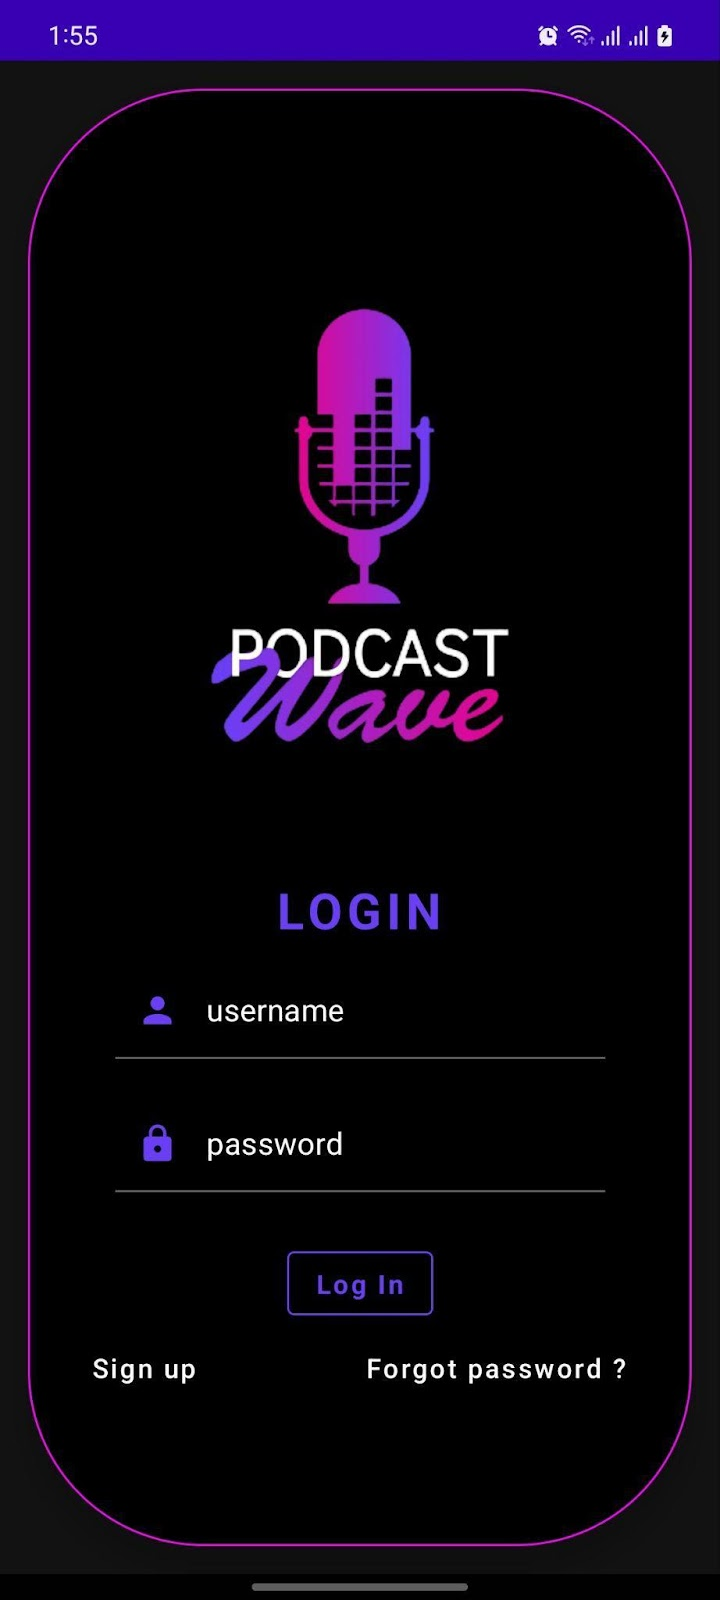 1:55
PODCAST
Wave
LOGIN
username
password
Log In
Sign up Forgot password ?